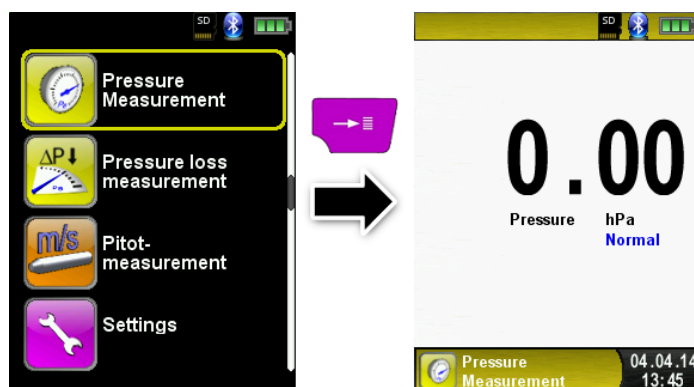 SD
Pressure
Measurement
ΔP
Pa
Pressure loss
measurement
m/s
Pitot-
measurement
Settings
SD
0.00
Pressure hPa
Normal
Pressure
Measurement
04.04.14
13:45